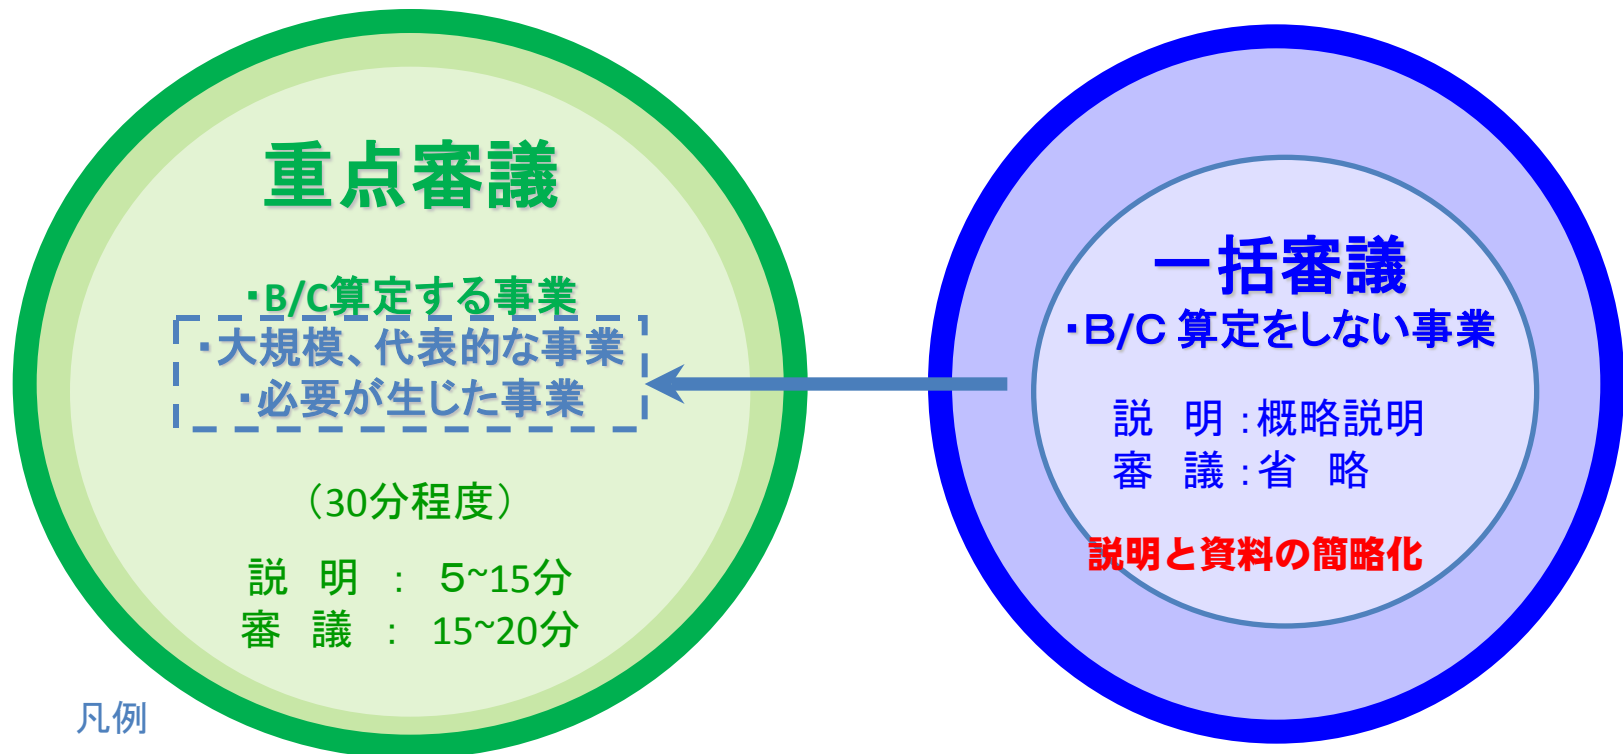 重点審議
・B/C算定する事業
・大規模、代表的な事業
・必要が生じた事業
（30分程度）
説　明　：　５~15分
審　議　：　15~20分
凡例
一括審議
・Ｂ/Ｃ 算定をしない事業
説　明：概略説明
審　議：省　略
説明と資料の簡略化